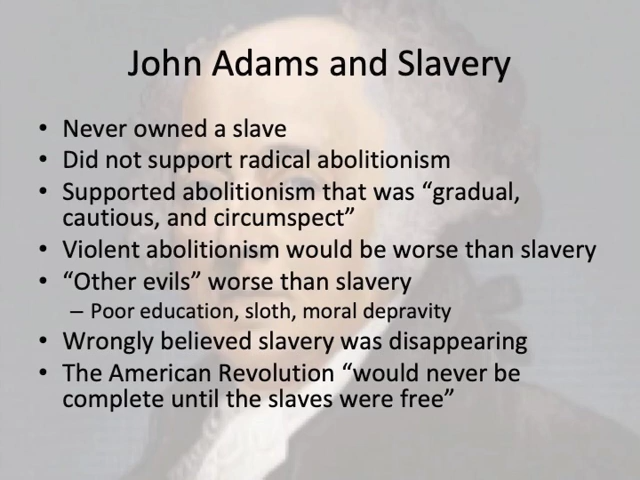 John Adams and Slavery
• Never owned a slave
• Did not support radical abolitionism
• Supported abolitionism that was “gradual,
cautious, and circumspect”
• Violent abolitionism would be worse than slavery
• “Other evils” worse than slavery
– Poor education, sloth, moral depravity
• Wrongly believed slavery was disappearing
• The American Revolution “would never be
complete until the slaves were free”